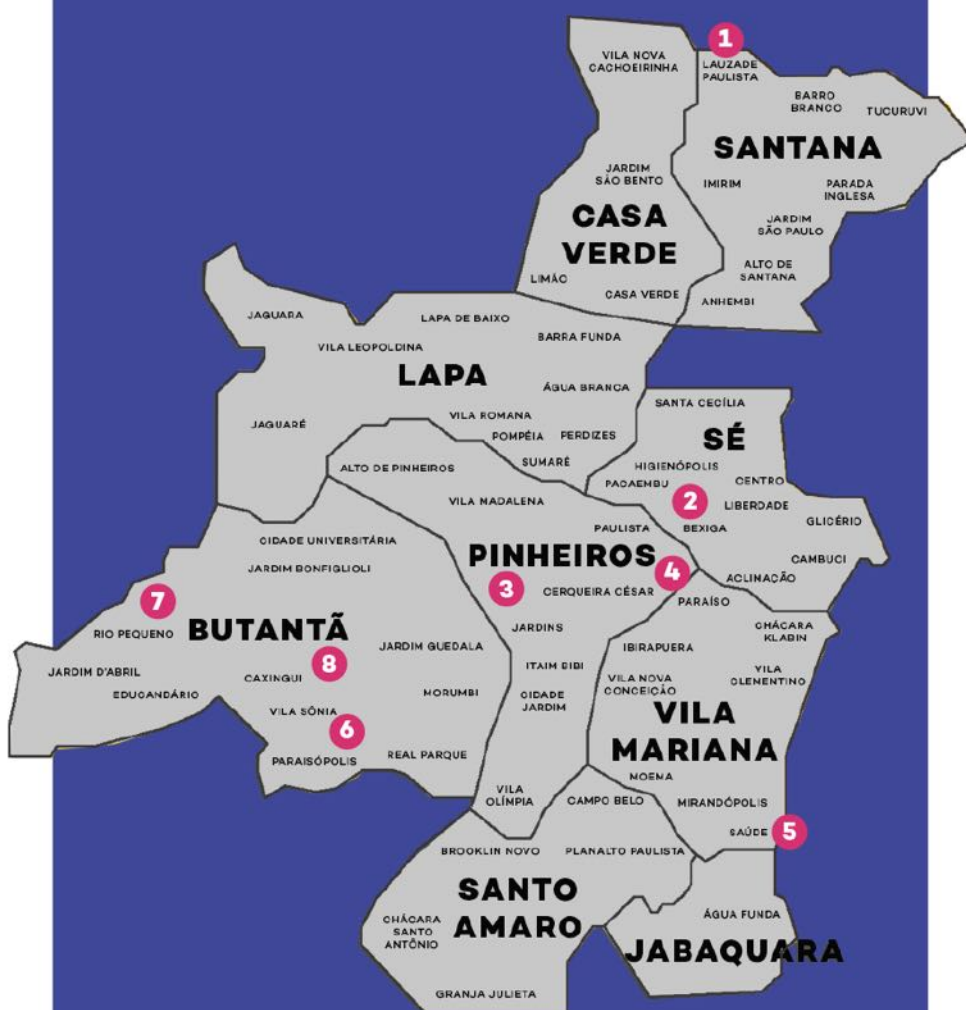 1
LAUZADE
PAULISTA
VILA NOVA
CACHOEIRINHA
BARRO
BRANCO
TUCURUVI
SANTANA
JARDIM
SÃO BENTO
IMIRIM
PARADA
INGLESA
CASA
VERDE
JARDIM
SÃO PAULO
ALTO DE
SANTANA
LIMÃO
CASA VERDE
ANHEMBI
JAGUARA
LAPA DE BAIXO
BARRA FUNDA
VILA LEOPOLDINA
LAPA
ÁGUA BRANCA
SANTA CECÍLIA
JAGUARÉ
VILA ROMANA
POMPÉIA
PERDIZES
SUMARÉ
SÉ
HIGIENÓPOLIS
PACAEMBU
CENTRO
2
LIBERDADE
BEXIGA
GLICÉRIO
CAMBUCI
ACLINAÇÃO
ALTO DE PINHEIROS
VILA MADALENA
PAULISTA
PINHEIROS
4
3
CERQUEIRA CÉSAR
JARDINS
ITAIM BIBI
CIDADE
JARDIM
VILA
OLÍMPIA
CIDADE UNIVERSITÁRIA
JARDIM BONFIGLIOLI
7
RIO PEQUENO
BUTANTÃ
JARDIM GUEDALA
8
JARDIM D'ABRIL
CAXINGUI
EDUCANDÁRIO
MORUMBI
VILA SÔNIA
6
PARAISÓPOLIS
REAL PARQUE
PARAÍSO
CHÁCARA
KLABIN
IBIRAPUERA
VILA NOVA
CONCEIÇÃO
VILA
CLEMENTINO
VILA
MARIANA
MOEMA
MIRANDÓPOLIS
SAÚDE
5
CAMPO BELO
BROOKLIN NOVO
PLANALTO PAULISTA
SANTO
AMARO
CHÁCARA
SANTO
ANTÔNIO
GRANJA JULIETA
ÁGUA FUNDA
JABAQUARA